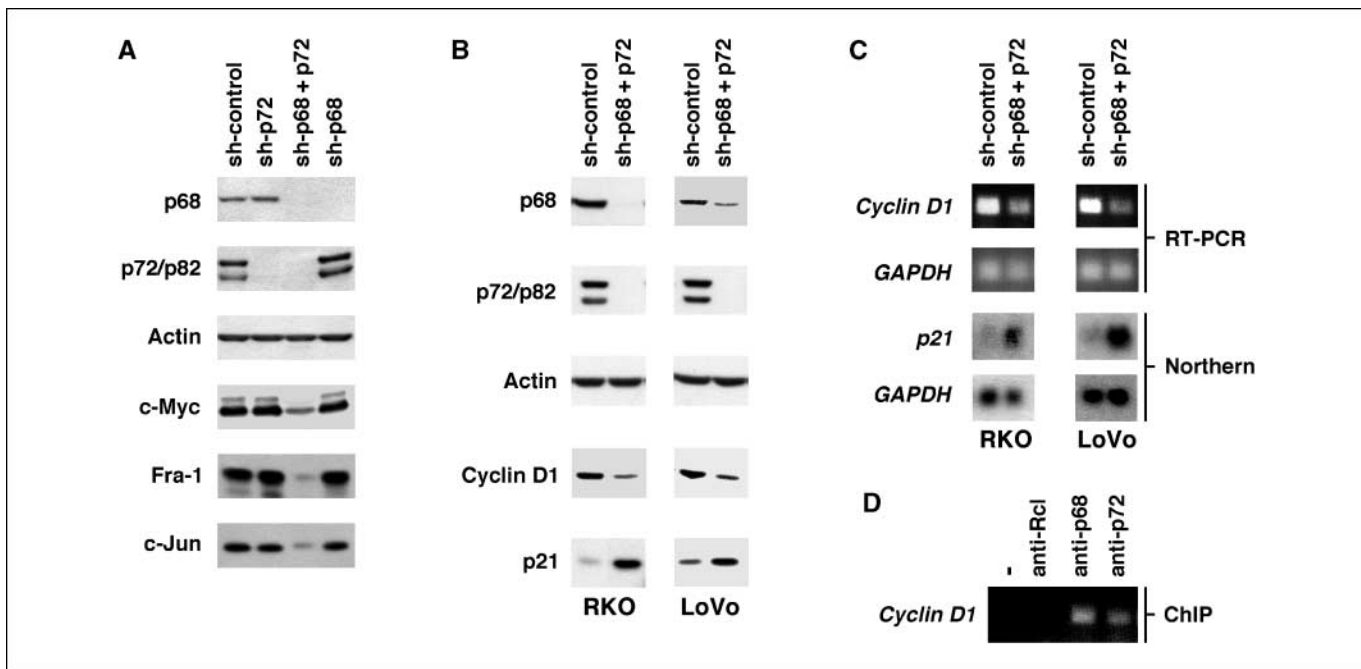 A
sh-control
sh-p72
sh-p68 + p72
sh-p68
p68
p72/p82
Actin
c-Myc
Fra-1
c-Jun
B
sh-control
sh-p68 + p72
sh-control
sh-p68 + p72
p68
p72/p82
Actin
Cyclin D1
p21
RKO LoVo
C
sh-control
sh-p68 + p72
sh-control
sh-p68 + p72
Cyclin D1
GAPDH
RT-PCR
p21
GAPDH
Northern
RKO LoVo
D
-
anti-Rcl
anti-p68
anti-p72
Cyclin D1
ChIP